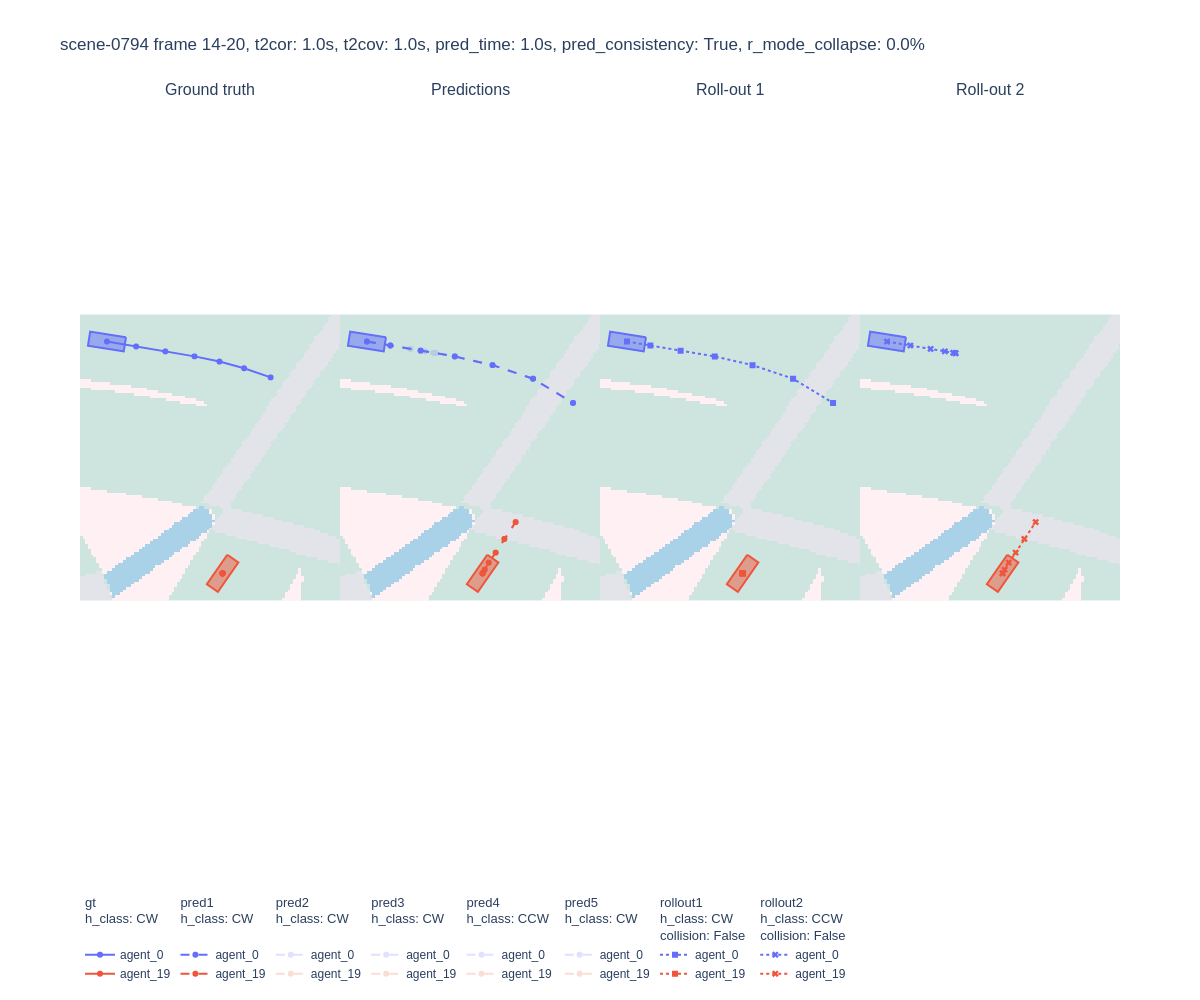 scene-0794 frame 14-20, t2cor: 1.0s, t2cov: 1.0s, pred_time: 1.0s, pred_consistency: True, r_mode_collapse: 0.0%
Ground truth Predictions Roll-out 1 Roll-out 2
gt pred1 pred2 pred3 pred4 pred5 rollout1 rollout2
h_class: CW h_class: CW h_class: CW h_class: CW h_class: CCW h_class: CW h_class: CW h_class: CCW
collision: False collision: False
agent_0 agent_0 agent_0 agent_0 agent_0 agent_0 agent_0 agent_0
agent_19 agent_19 agent_19 agent_19 agent_19 agent_19 agent_19 agent_19